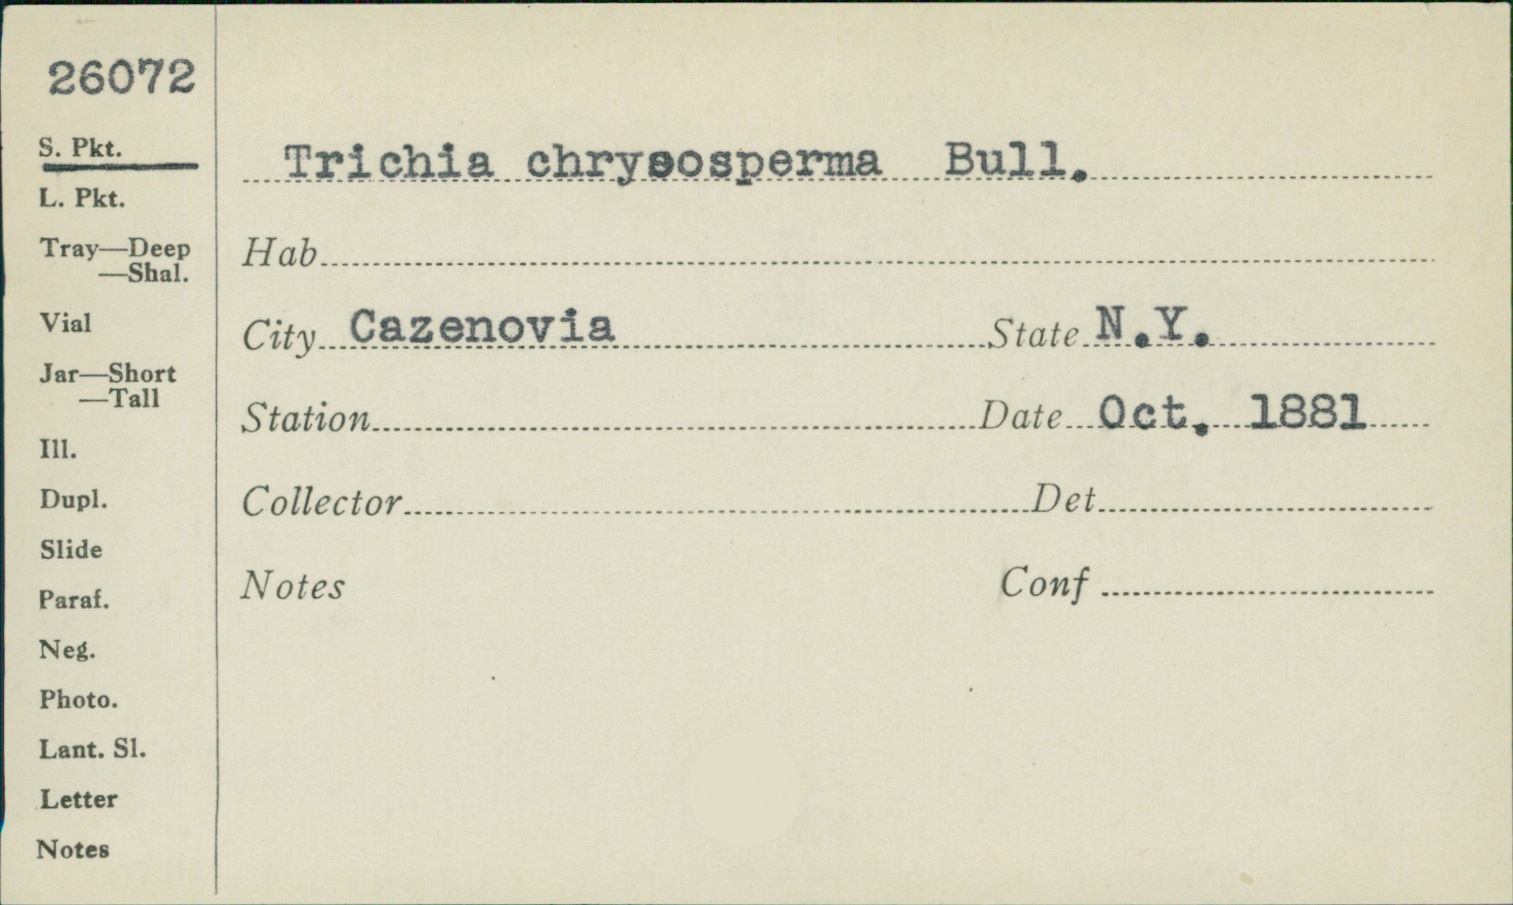 26072
S. Pkt.
L. Pkt.
Tray—Deep
—Shal.
Vial
Jar—Short
—Tall
Ill.
Dupl.
Slide
Paraf.
Neg.
Photo.
Lant. Sl.
Letter
Notes
Trichia chrysosperma Bull.
Hab
City Cazenovia State N.Y.
Station Date Oct. 1881
Collector Det
Notes Conf